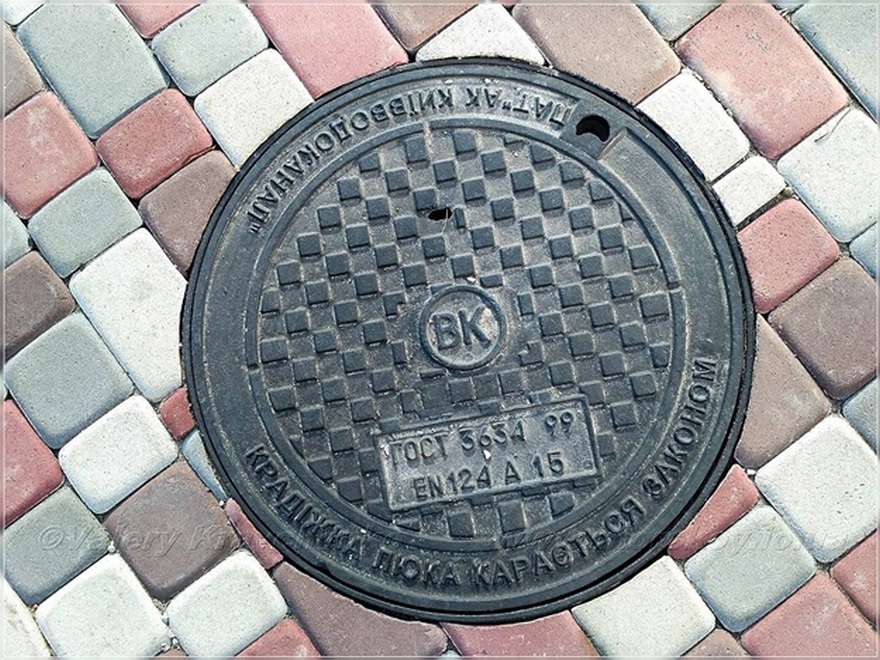 ПАТ"АК КИЇВВОДОКАНАЛ"
ВК
ГОСТ 3634 99
EN124 A 15
КРАДІЖКА ЛЮКА КАРАЄТЬСЯ ЗАКОНОМ